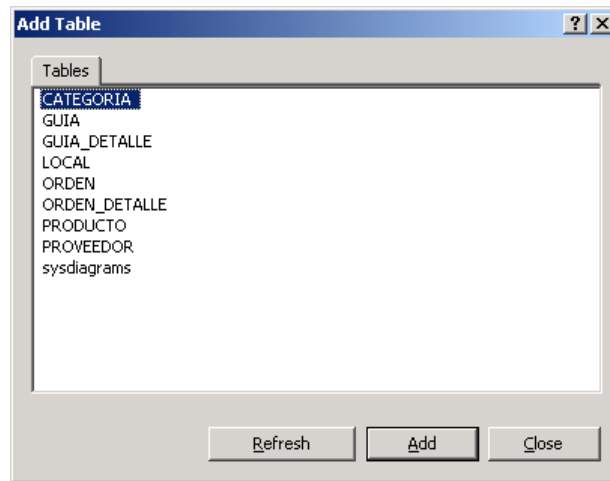 Add Table
Tables
CATEGORIA
GUIA
GUIA_DETALLE
LOCAL
ORDEN
ORDEN_DETALLE
PRODUCTO
PROVEEDOR
sysdiagrams
Refresh Add Close